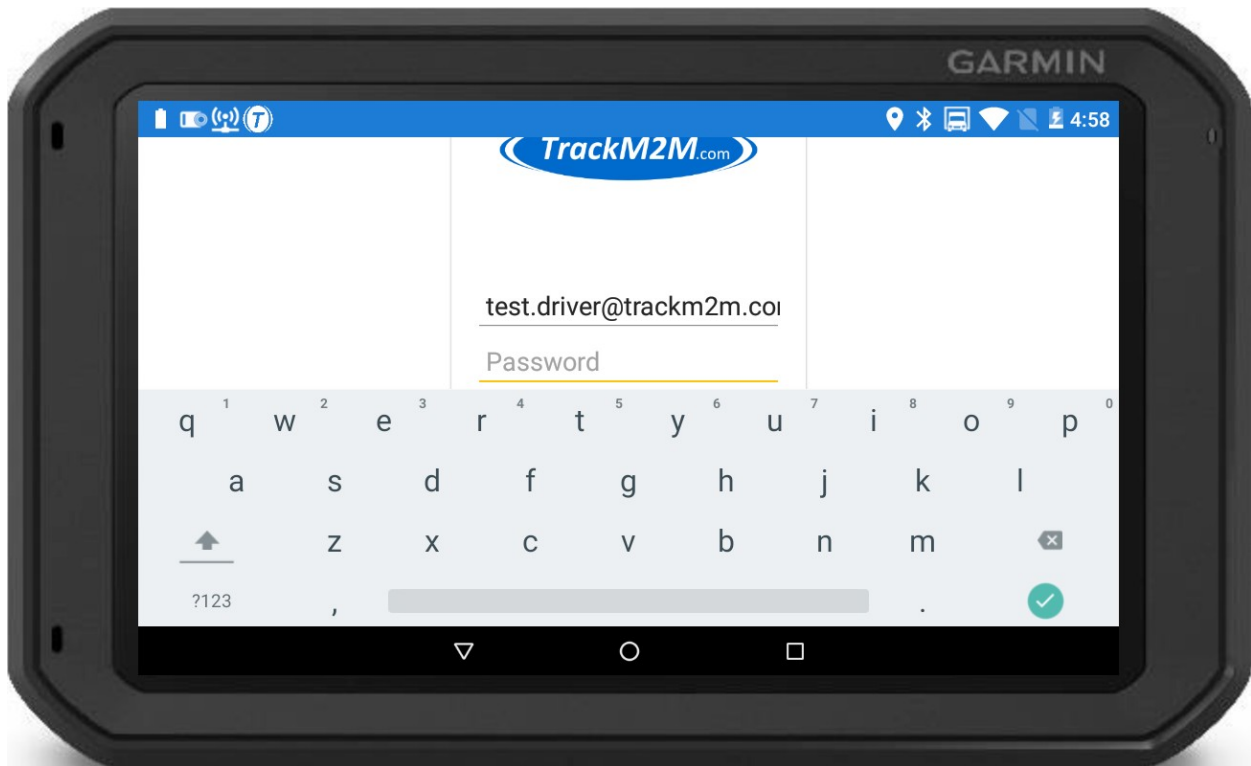 GARMIN
T 4:58
TrackM2M.com
test.driver@trackm2m.co
Password
q 1 w 2 e 3 r 4 t 5 y 6 u 7 i 8 o 9 p 0
a s d f g h j k l
z x c v b n m
?123 , .